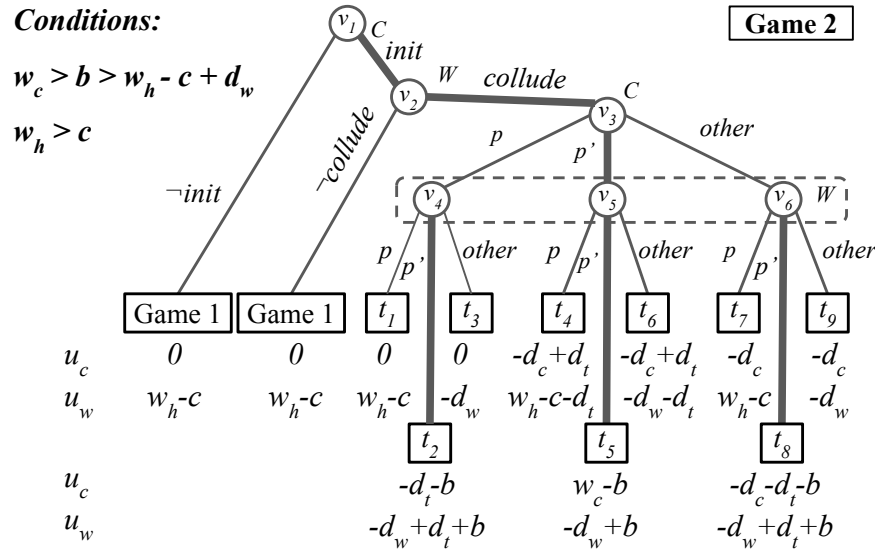 Conditions:
w_c > b > w_h - c + d_w
w_h > c
Game 2
v_1 C
init
v_2 W
collude
v_3 C
¬init
¬collude
p p' other
v_4 v_5 v_6 W
p p' other p p' other p p' other
Game 1 Game 1 t_1 t_3 t_4 t_6 t_7 t_9
u_c 0 0 0 0 -d_c+d_t -d_c+d_t -d_c -d_c
u_w w_h-c w_h-c w_h-c -d_w w_h-c-d_t -d_w-d_t w_h-c -d_w
t_2 t_5 t_8
u_c -d_t-b w_c-b -d_c-d_t-b
u_w -d_w+d_t+b -d_w+b -d_w+d_t+b